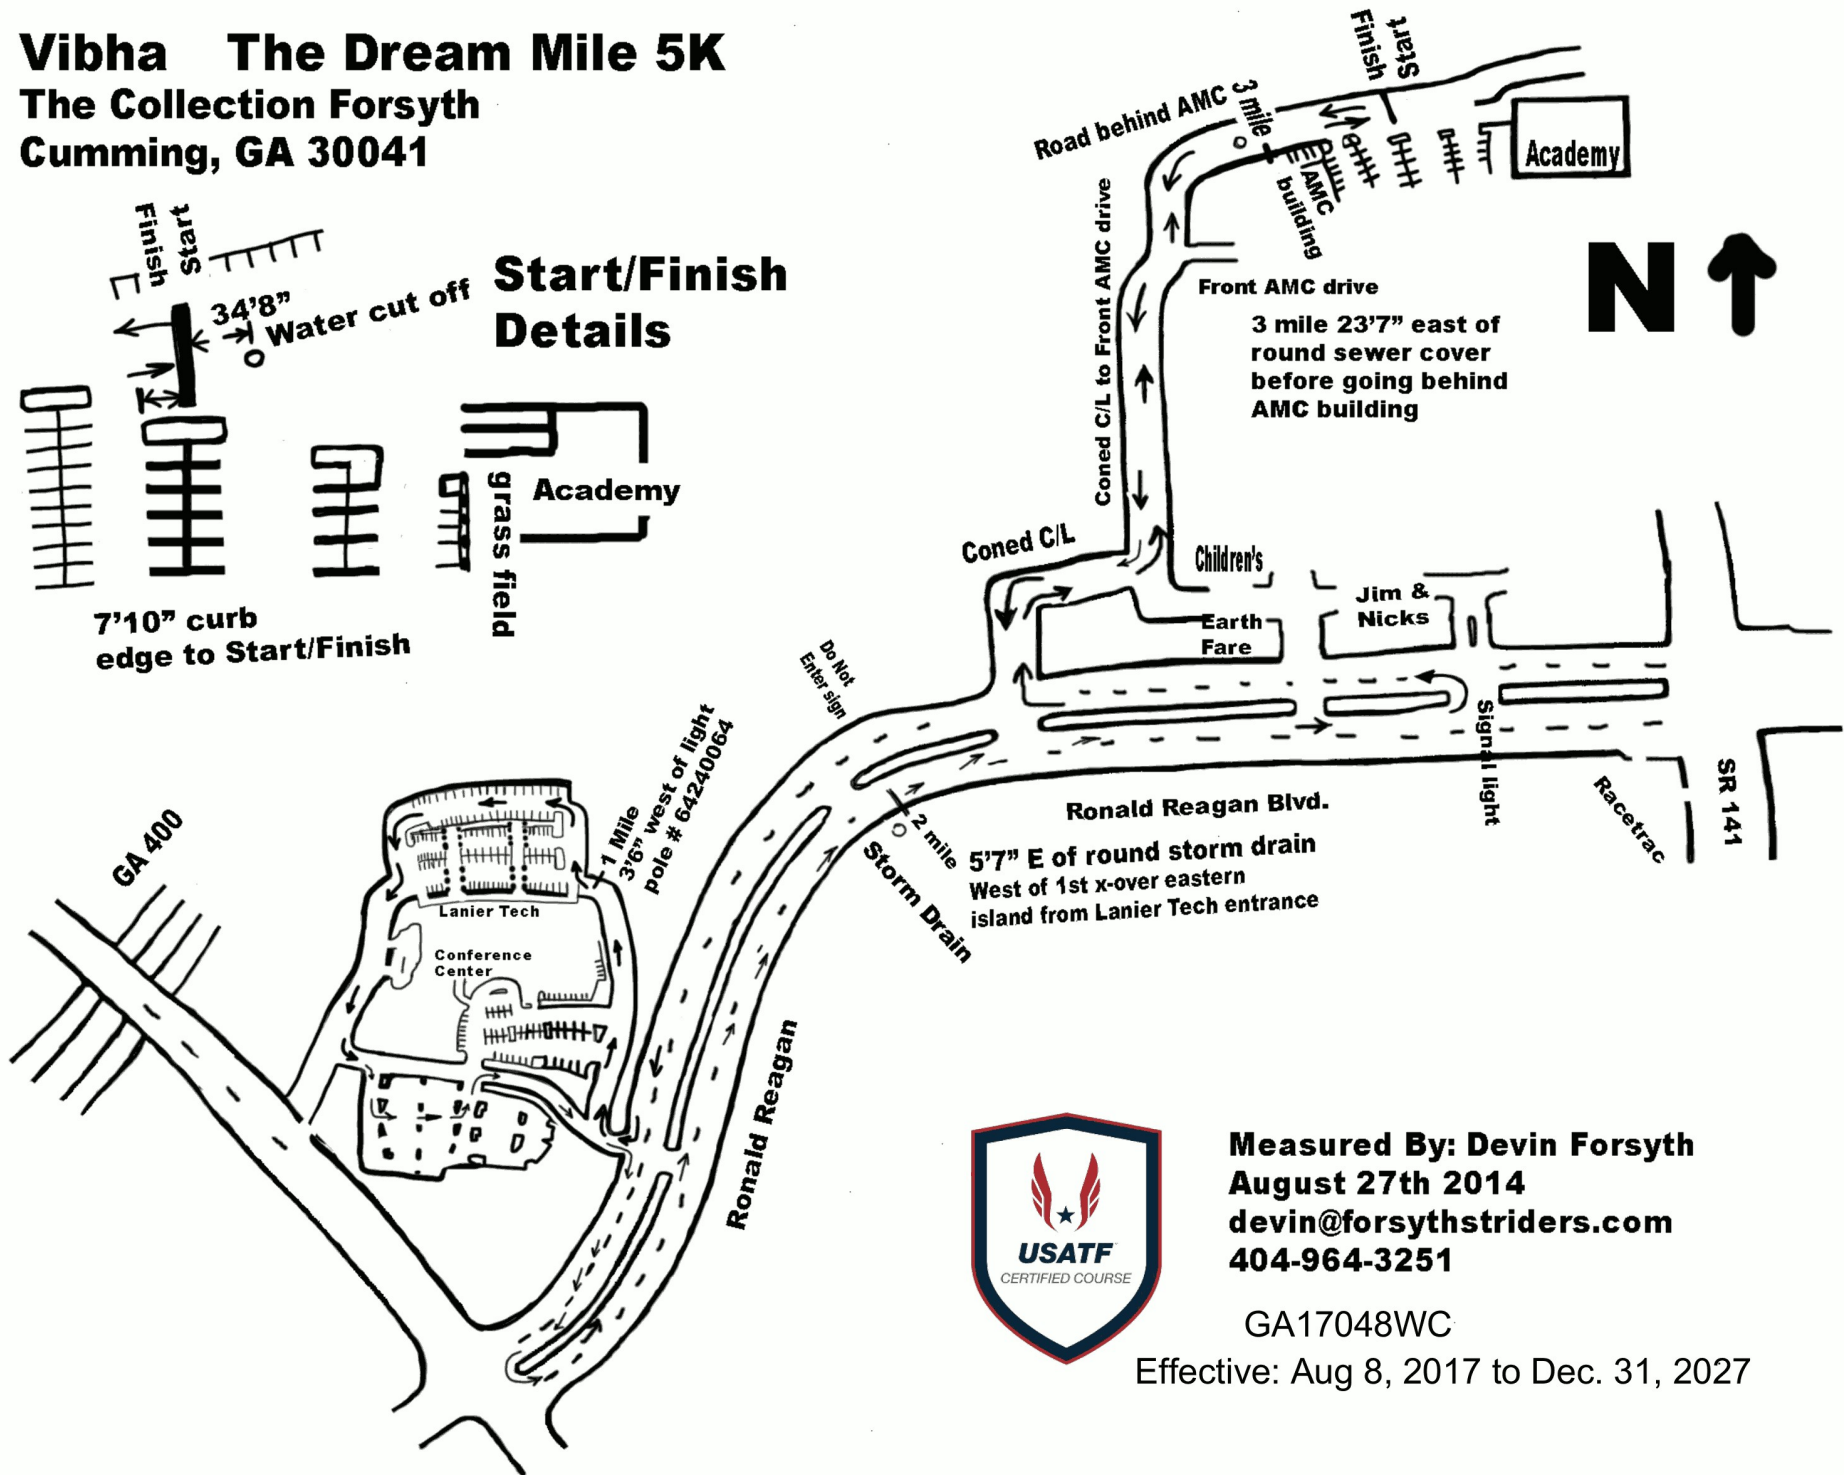 Vibha The Dream Mile 5K
The Collection Forsyth
Cumming, GA 30041
Finish
Start
34'8"
Water cut off
Start/Finish
Details
Academy
grass field
7'10" curb
edge to Start/Finish
Finish
Start
Road behind AMC
3 mile
AMC
building
Academy
N
Coned C/L to Front AMC drive
Front AMC drive
3 mile 23'7" east of
round sewer cover
before going behind
AMC building
Coned C/L
Children's
Earth
Fare
Jim &
Nicks
Do Not
Enter sign
Signal light
SR 141
Racetrac
Ronald Reagan Blvd.
2 mile
Storm Drain
5'7" E of round storm drain
West of 1st x-over eastern
island from Lanier Tech entrance
1 Mile
3'6" west of light
pole # 64240064
GA 400
Lanier Tech
Conference
Center
Ronald Reagan
USATF
CERTIFIED COURSE
Measured By: Devin Forsyth
August 27th 2014
devin@forsythstriders.com
404-964-3251
GA17048WC
Effective: Aug 8, 2017 to Dec. 31, 2027